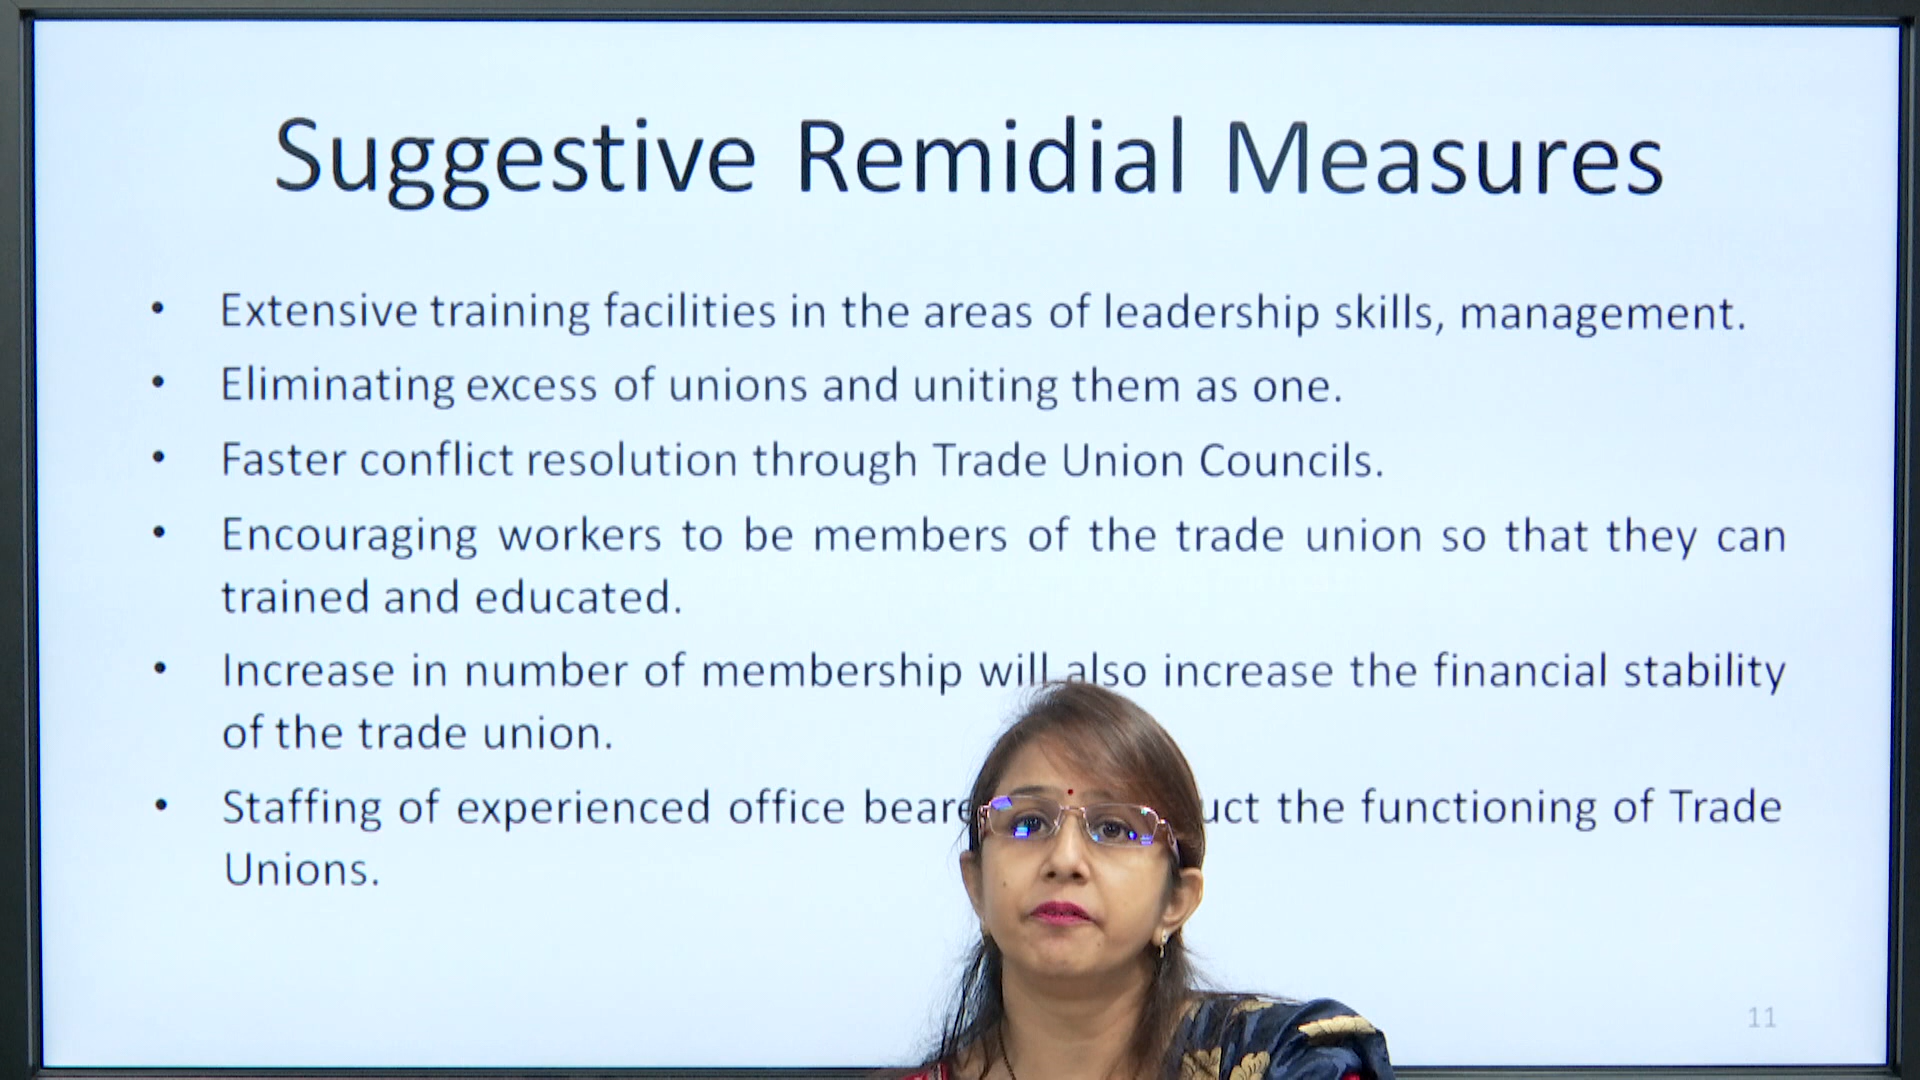 Suggestive Remidial Measures
• Extensive training facilities in the areas of leadership skills, management.
• Eliminating excess of unions and uniting them as one.
• Faster conflict resolution through Trade Union Councils.
• Encouraging workers to be members of the trade union so that they can
trained and educated.
• Increase in number of membership will also increase the financial stability
of the trade union.
• Staffing of experienced office the functioning of Trade
Unions.
11